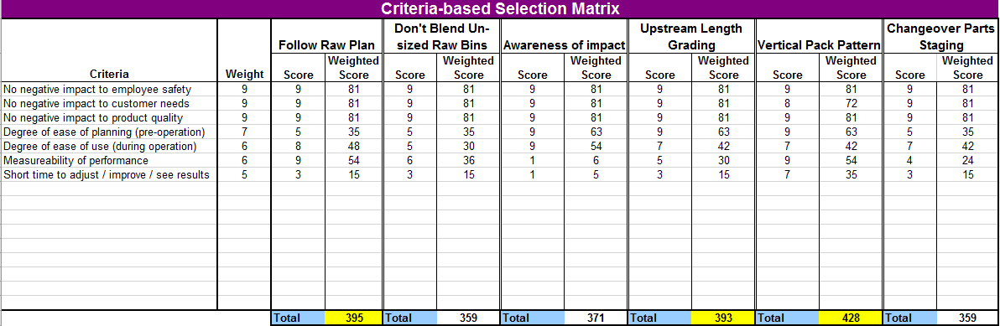 Criteria-based Selection Matrix
Follow Raw Plan Don't Blend Un-sized Raw Bins Awareness of impact Upstream Length Grading Vertical Pack Pattern Changeover Parts Staging
Criteria Weight Score Weighted Score Score Weighted Score Score Weighted Score Score Weighted Score Score Weighted Score Score Weighted Score
No negative impact to employee safety 9 9 81 9 81 9 81 9 81 9 81 9 81
No negative impact to customer needs 9 9 81 9 81 9 81 9 81 8 72 9 81
No negative impact to product quality 9 9 81 9 81 9 81 9 81 9 81 9 81
Degree of ease of planning (pre-operation) 7 5 35 5 35 9 63 9 63 9 63 5 35
Degree of ease of use (during operation) 6 8 48 5 30 9 54 7 42 7 42 7 42
Measureability of performance 6 9 54 6 36 1 6 5 30 9 54 4 24
Short time to adjust / improve / see results 5 3 15 3 15 1 5 3 15 7 35 3 15
Total 395 Total 359 Total 371 Total 393 Total 428 Total 359